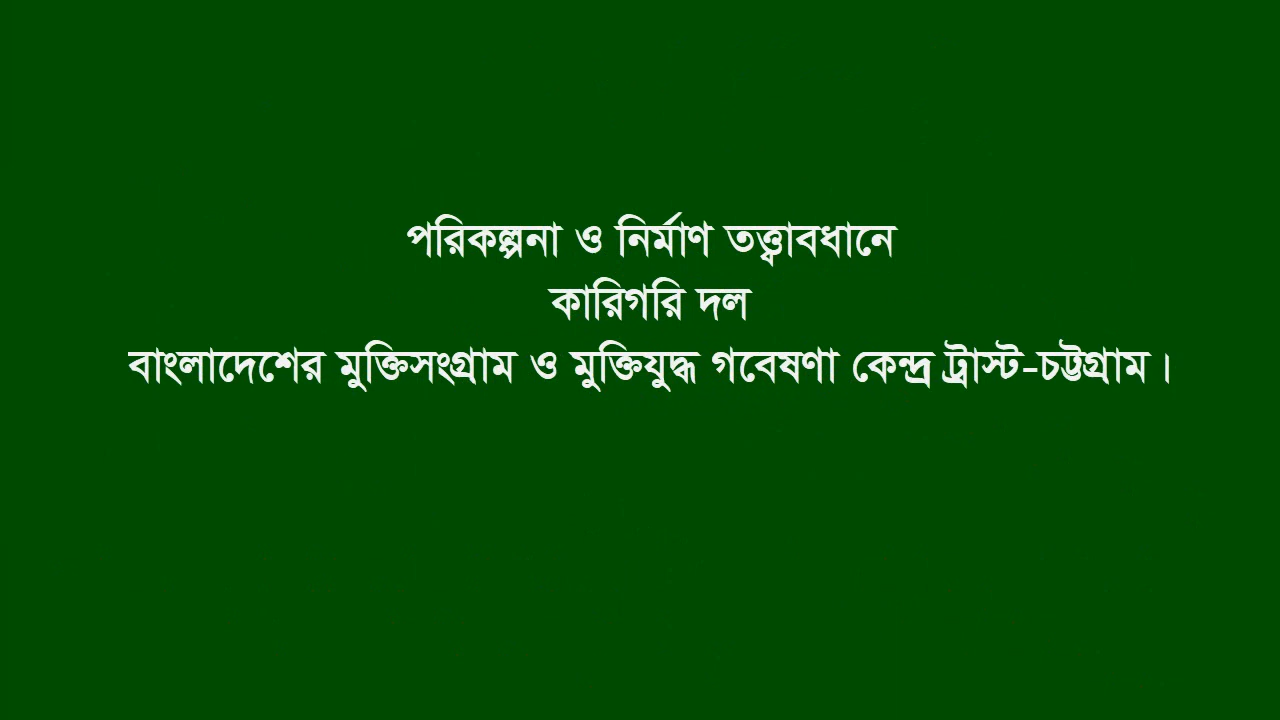 পরিকল্পনা ও নির্মাণ তত্ত্বাবধানে
কারিগরি দল
বাংলাদেশের মুক্তিসংগ্রাম ও মুক্তিযুদ্ধ গবেষণা কেন্দ্র ট্রাস্ট-চট্টগ্রাম।